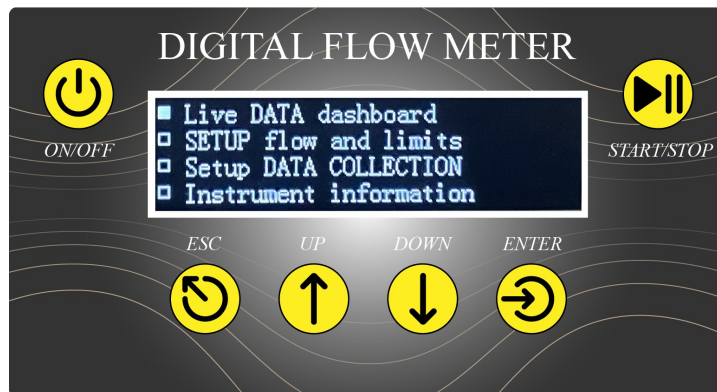 DIGITAL FLOW METER
Live DATA dashboard
ON/OFF
SETUP flow and limits
START/STOP
Setup DATA COLLECTION
Instrument information
ESC
UP
DOWN
ENTER